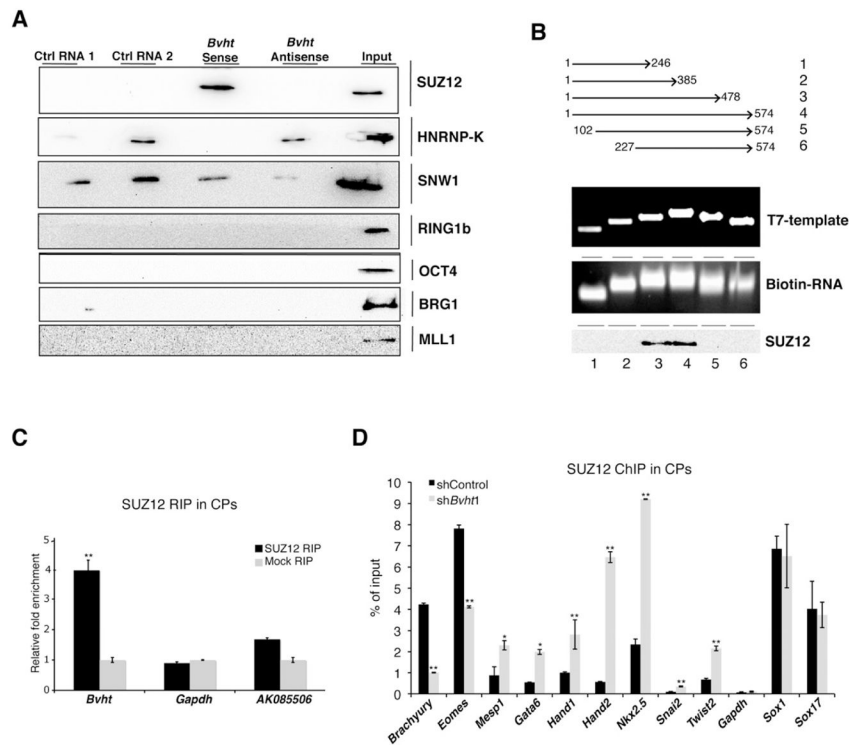 A
Ctrl RNA 1
Ctrl RNA 2
Bvht
Sense
Bvht
Antisense
Input
SUZ12
HNRNP-K
SNW1
RING1b
OCT4
BRG1
MLL1
B
1 246 1
1 385 2
1 478 3
1 574 4
102 574 5
227 574 6
T7-template
Biotin-RNA
SUZ12
1 2 3 4 5 6
C
SUZ12 RIP in CPs
Relative fold enrichment
5
4
3
2
1
0
**
SUZ12 RIP
Mock RIP
Bvht Gapdh AK085506
D
SUZ12 ChIP in CPs
% of input
10
9
8
7
6
5
4
3
2
1
0
shControl
shBvht1
** ** * * ** ** ** ** **
Brachyury Eomes Mesp1 Gata6 Hand1 Hand2 Nkx2.5 Snai2 Twist2 Gapdh Sox1 Sox17